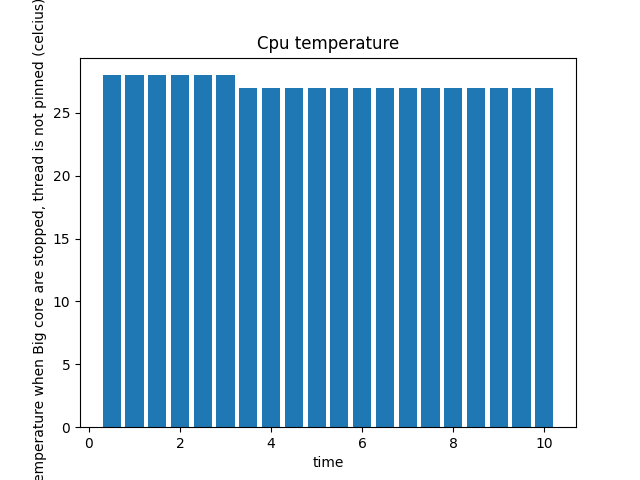 Cpu temperature
emperature when Big core are stopped, thread is not pinned (celcius)
25
20
15
10
5
0
0 2 4 6 8 10
time